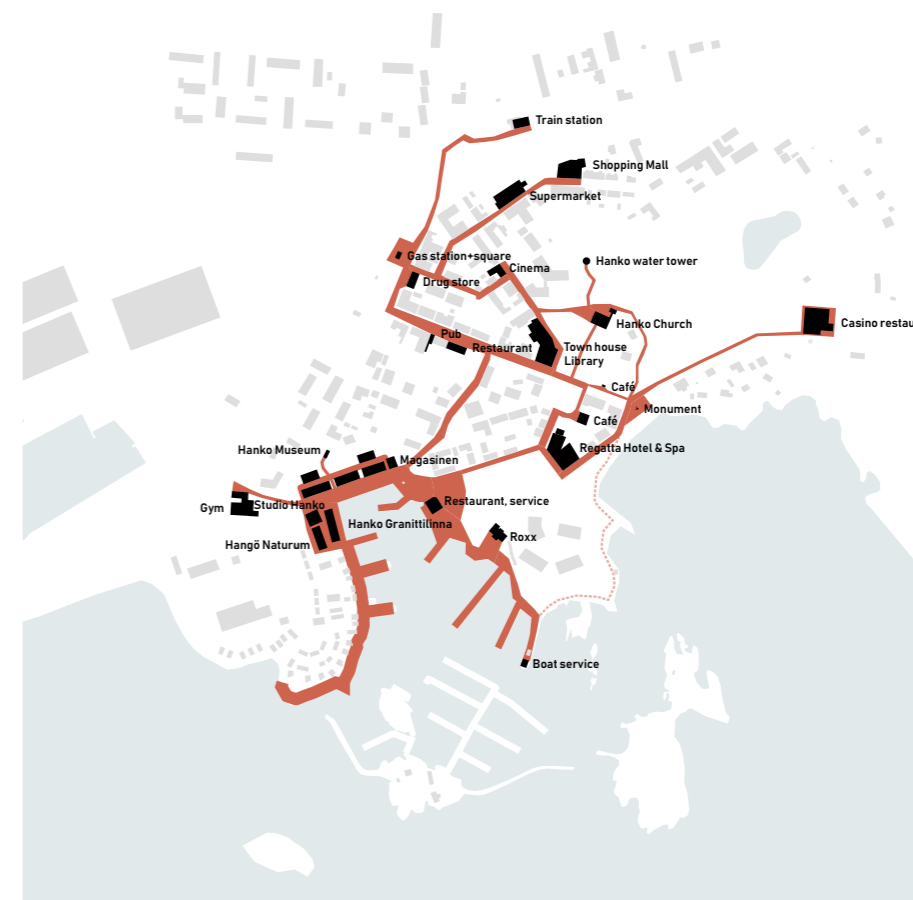 Train station
Shopping Mall
Supermarket
Gas station+square
Cinema
Hanko water tower
Drug store
Hanko Church
Casino restau
Pub
Restaurant
Town house
Library
Café
Monument
Café
Regatta Hotel & Spa
Hanko Museum
Magasinen
Gym
Studio Hanko
Restaurant, service
Hanko Granittilinna
Roxx
Hangö Naturum
Boat service